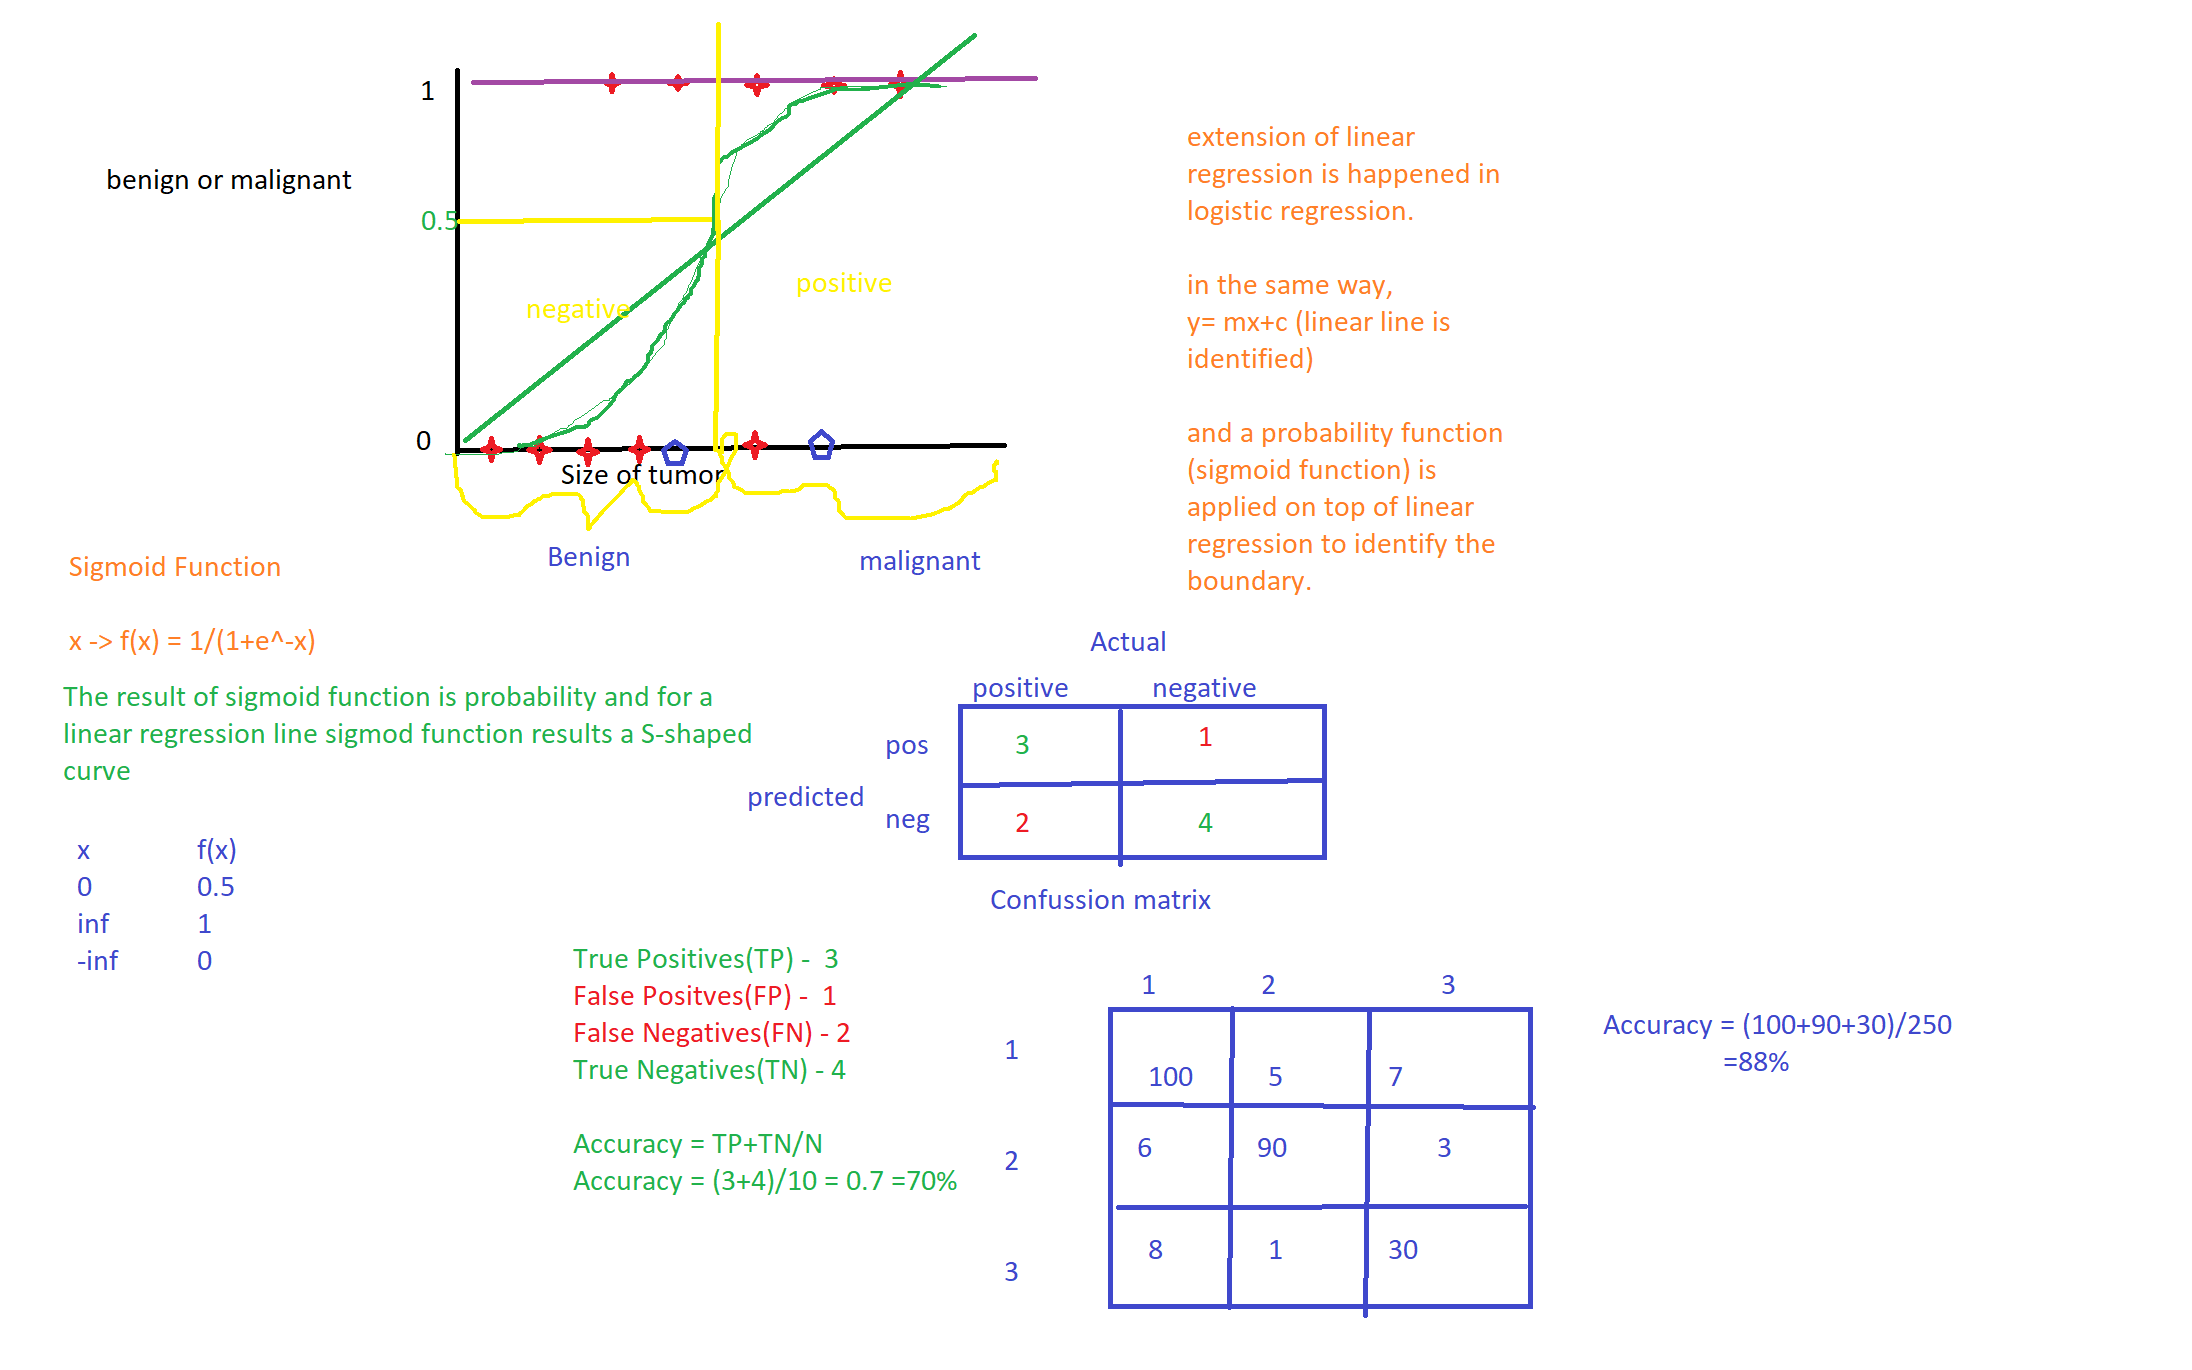 1
benign or malignant
0.5
negative
positive
0
Size of tumor
Benign
malignant
extension of linear
regression is happened in
logistic regression.
in the same way,
y= mx+c (linear line is
identified)
and a probability function
(sigmoid function) is
applied on top of linear
regression to identify the
boundary.
Sigmoid Function
x -> f(x) = 1/(1+e^-x)
The result of sigmoid function is probability and for a
linear regression line sigmod function results a S-shaped
curve
x f(x)
0 0.5
inf 1
-inf 0
Actual
positive negative
pos 3 1
predicted
neg 2 4
Confussion matrix
True Positives(TP) - 3
False Positves(FP) - 1
False Negatives(FN) - 2
True Negatives(TN) - 4
Accuracy = TP+TN/N
Accuracy = (3+4)/10 = 0.7 =70%
1 2 3
1 100 5 7
2 6 90 3
3 8 1 30
Accuracy = (100+90+30)/250
=88%